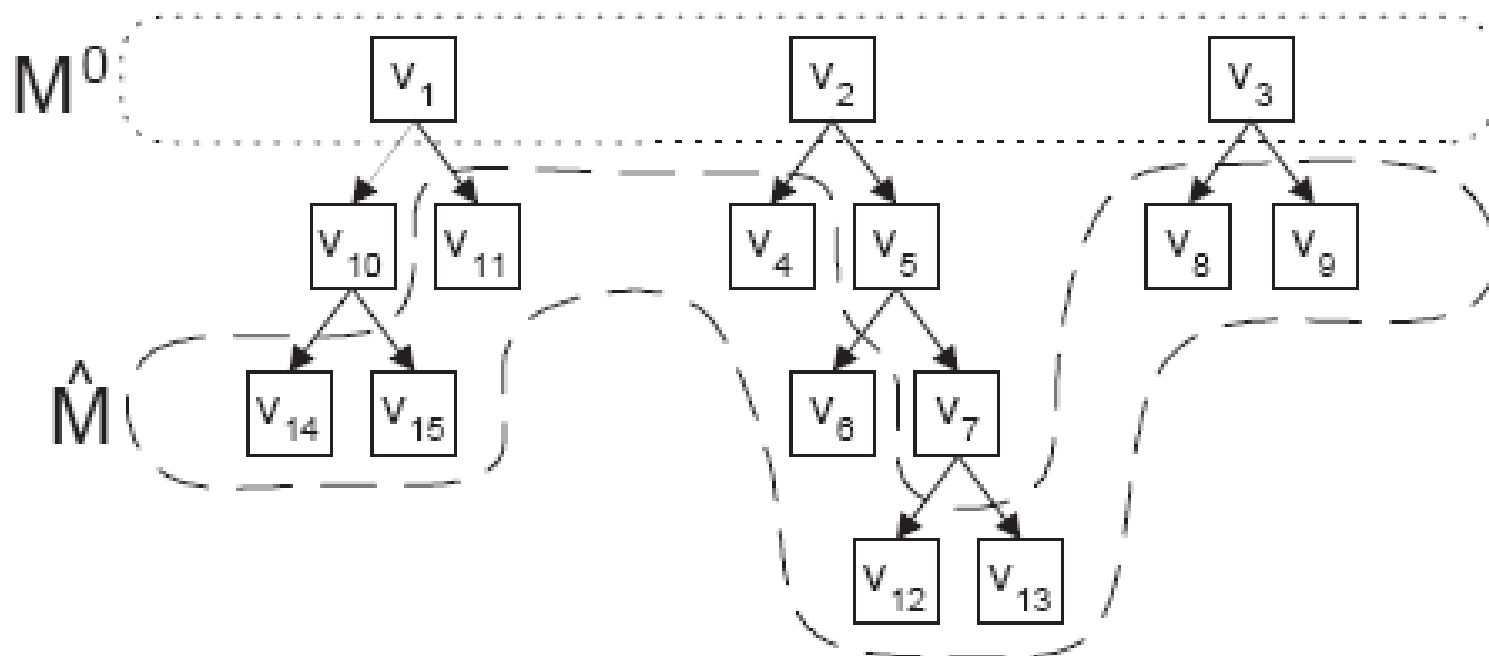 M⁰ v₁ v₂ v₃
v₁₀ v₁₁ v₄ v₅ v₈ v₉
M̂ v₁₄ v₁₅ v₆ v₇
v₁₂ v₁₃